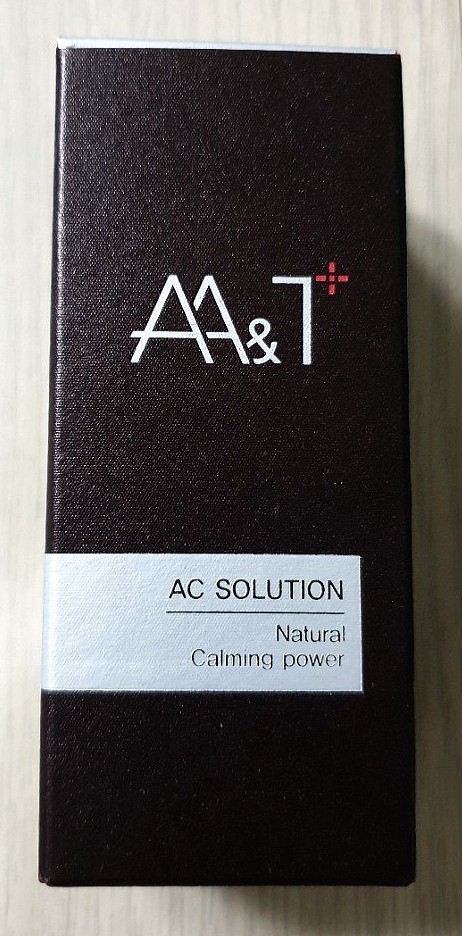 AA&T+
AC SOLUTION
Natural
Calming power